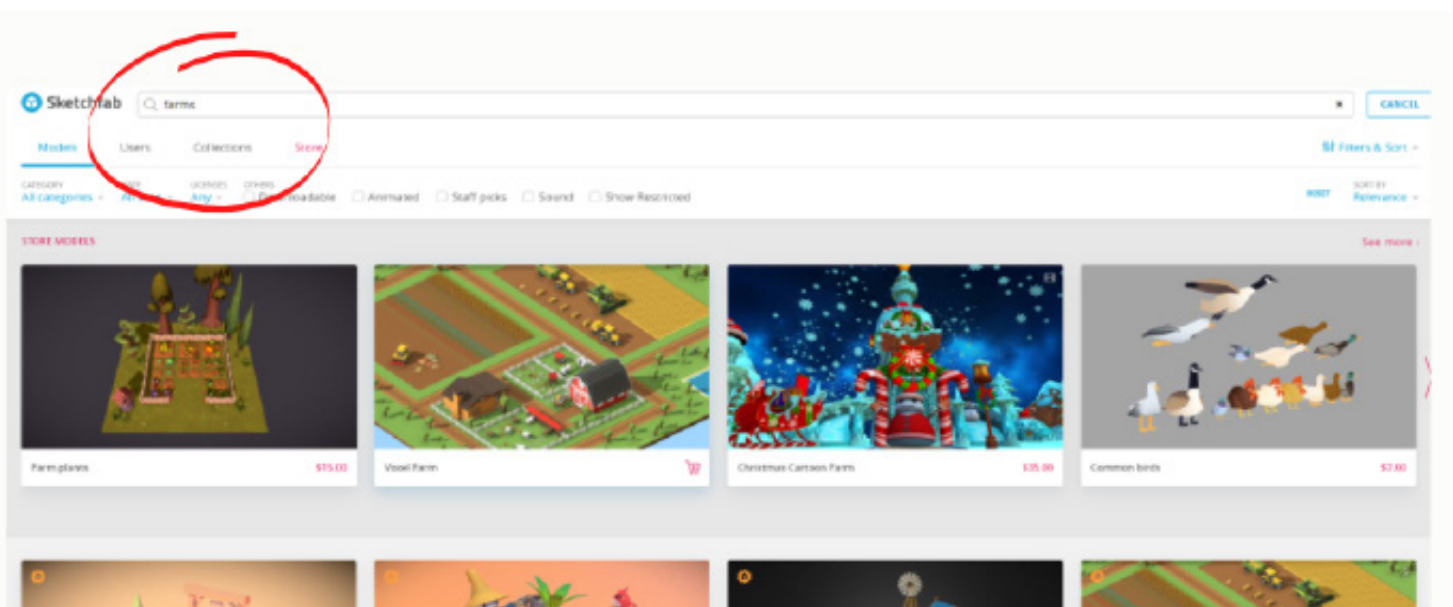 Sketchfab
farms
CANCEL
Models Users Collections Store
Filters & Sort
CATEGORY LICENSES OTHERS SORT BY
All categories Any Downloadable Animated Staff picks Sound Show Restricted RESET Relevance
STORE MODELS See more
Farm plants $15.00 Voxel Farm Christmas Cartoon Farm $35.00 Common birds